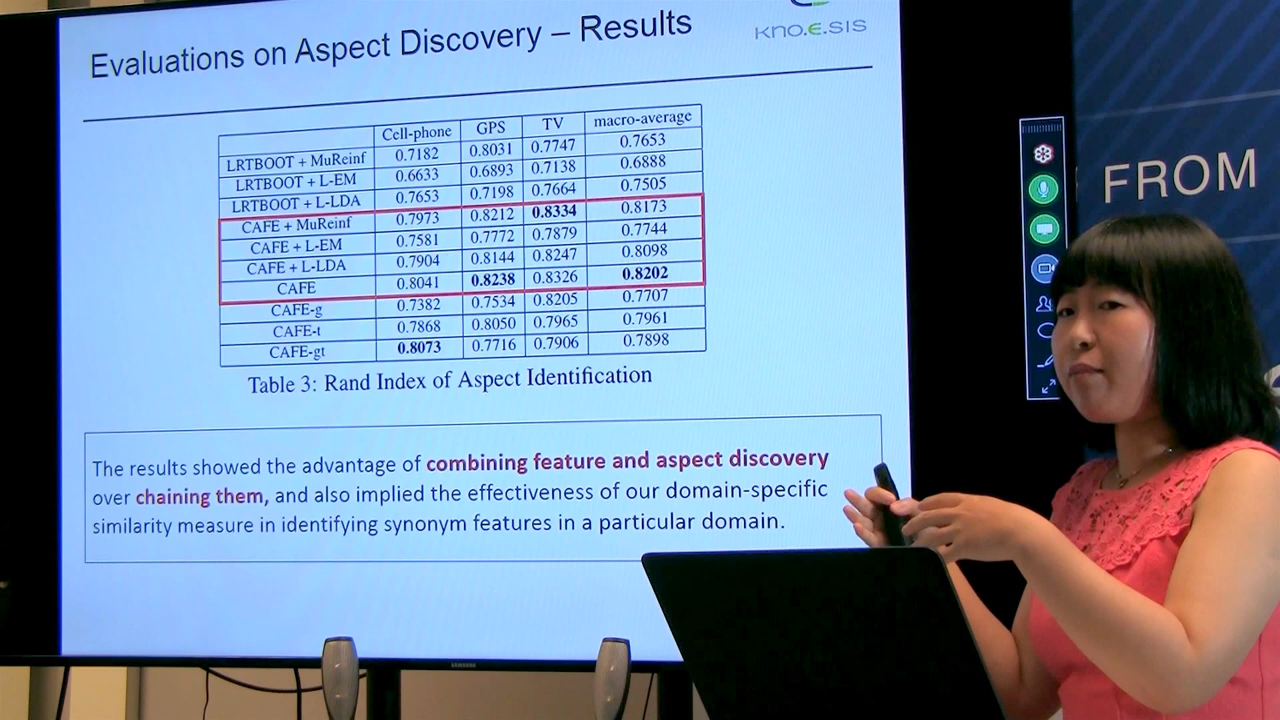 Evaluations on Aspect Discovery – Results
kno.e.sis
Cell-phone GPS TV macro-average
LRTBOOT + MuReinf 0.7182 0.8031 0.7747 0.7653
LRTBOOT + L-EM 0.6633 0.6893 0.7138 0.6888
LRTBOOT + L-LDA 0.7653 0.7198 0.7664 0.7505
CAFE + MuReinf 0.7973 0.8212 0.8334 0.8173
CAFE + L-EM 0.7581 0.7772 0.7879 0.7744
CAFE + L-LDA 0.7904 0.8144 0.8247 0.8098
CAFE 0.8041 0.8238 0.8326 0.8202
CAFE-g 0.7382 0.7534 0.8205 0.7707
CAFE-t 0.7868 0.8050 0.7965 0.7961
CAFE-gt 0.8073 0.7716 0.7906 0.7898
Table 3: Rand Index of Aspect Identification
The results showed the advantage of combining feature and aspect discovery
over chaining them, and also implied the effectiveness of our domain-specific
similarity measure in identifying synonym features in a particular domain.
FROM
SAMSUNG